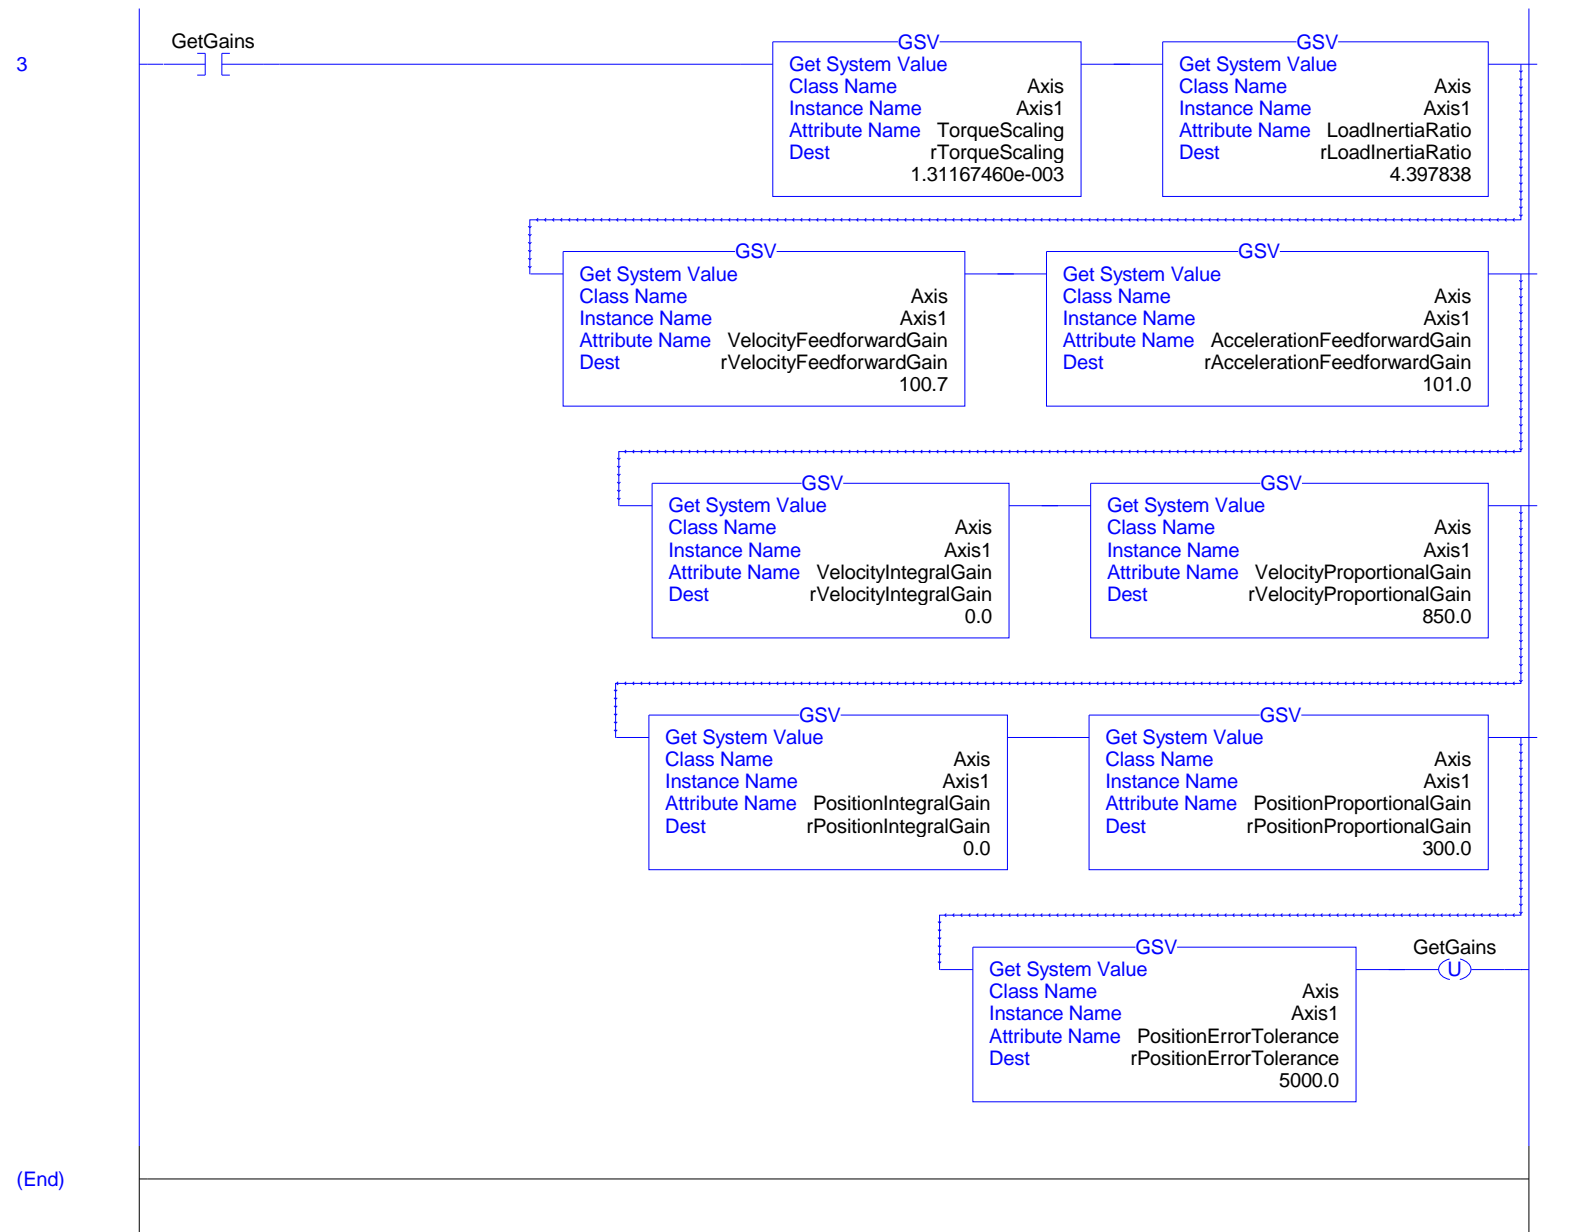 GetGains
3
GSV
Get System Value
Class Name Axis
Instance Name Axis1
Attribute Name TorqueScaling
Dest rTorqueScaling
1.31167460e-003
GSV
Get System Value
Class Name Axis
Instance Name Axis1
Attribute Name LoadInertiaRatio
Dest rLoadInertiaRatio
4.397838
GSV
Get System Value
Class Name Axis
Instance Name Axis1
Attribute Name VelocityFeedforwardGain
Dest rVelocityFeedforwardGain
100.7
GSV
Get System Value
Class Name Axis
Instance Name Axis1
Attribute Name AccelerationFeedforwardGain
Dest rAccelerationFeedforwardGain
101.0
GSV
Get System Value
Class Name Axis
Instance Name Axis1
Attribute Name VelocityIntegralGain
Dest rVelocityIntegralGain
0.0
GSV
Get System Value
Class Name Axis
Instance Name Axis1
Attribute Name VelocityProportionalGain
Dest rVelocityProportionalGain
850.0
GSV
Get System Value
Class Name Axis
Instance Name Axis1
Attribute Name PositionIntegralGain
Dest rPositionIntegralGain
0.0
GSV
Get System Value
Class Name Axis
Instance Name Axis1
Attribute Name PositionProportionalGain
Dest rPositionProportionalGain
300.0
GSV
Get System Value
Class Name Axis
Instance Name Axis1
Attribute Name PositionErrorTolerance
Dest rPositionErrorTolerance
5000.0
GetGains
U
(End)